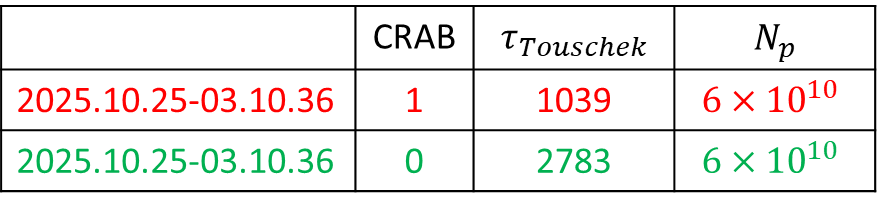 CRAB τ_Touschek N_p
2025.10.25-03.10.36 1 1039 6 × 10^10
2025.10.25-03.10.36 0 2783 6 × 10^10